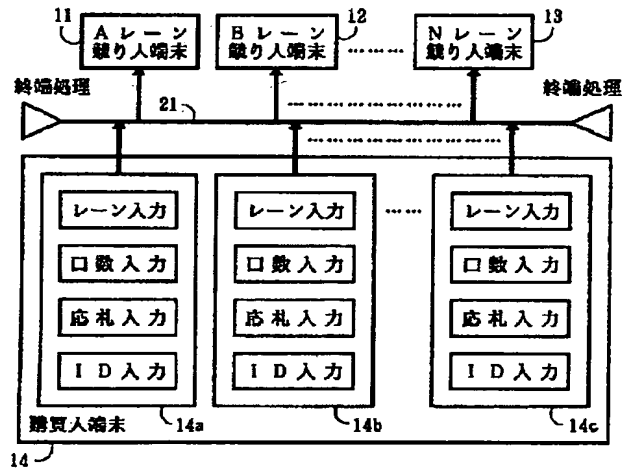 11
Aレーン
競り人端末
Bレーン
競り人端末
12
……
Nレーン
競り人端末
13
終端処理
21
…………………
終端処理
…………………
レーン入力
口数入力
応札入力
ID入力
14a
レーン入力
口数入力
応札入力
ID入力
14b
……
レーン入力
口数入力
応札入力
ID入力
14c
購買人端末
14